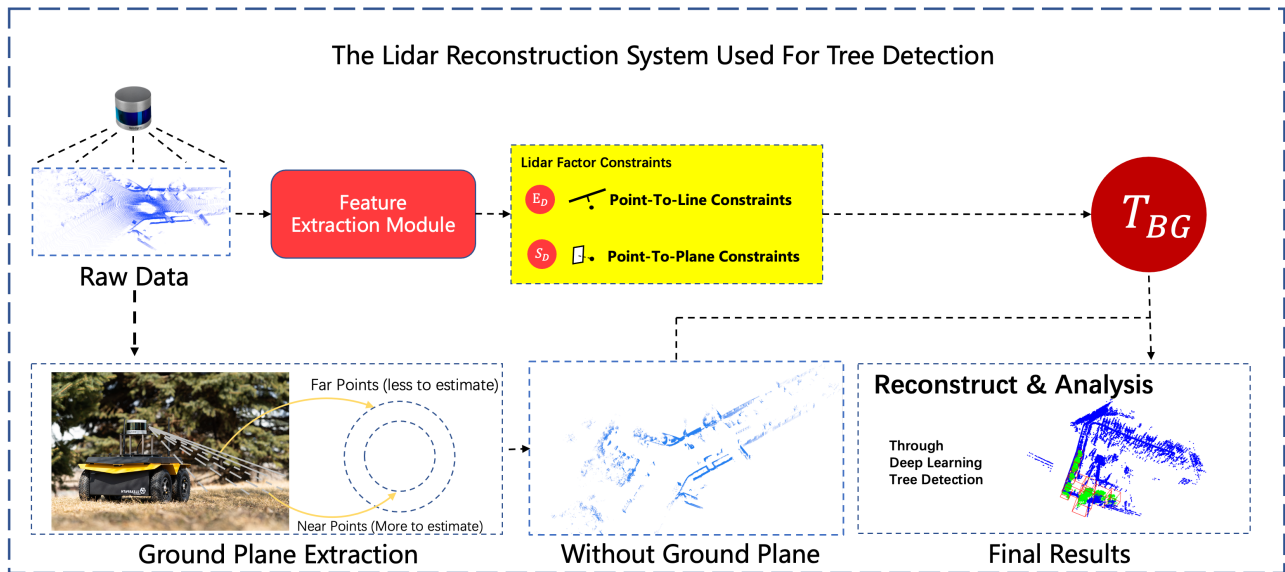 The Lidar Reconstruction System Used For Tree Detection
Raw Data
Feature
Extraction Module
Lidar Factor Constraints
E_D
Point-To-Line Constraints
S_D
Point-To-Plane Constraints
T_BG
Far Points (less to estimate)
Near Points (More to estimate)
Ground Plane Extraction
Without Ground Plane
Reconstruct & Analysis
Through
Deep Learning
Tree Detection
Final Results